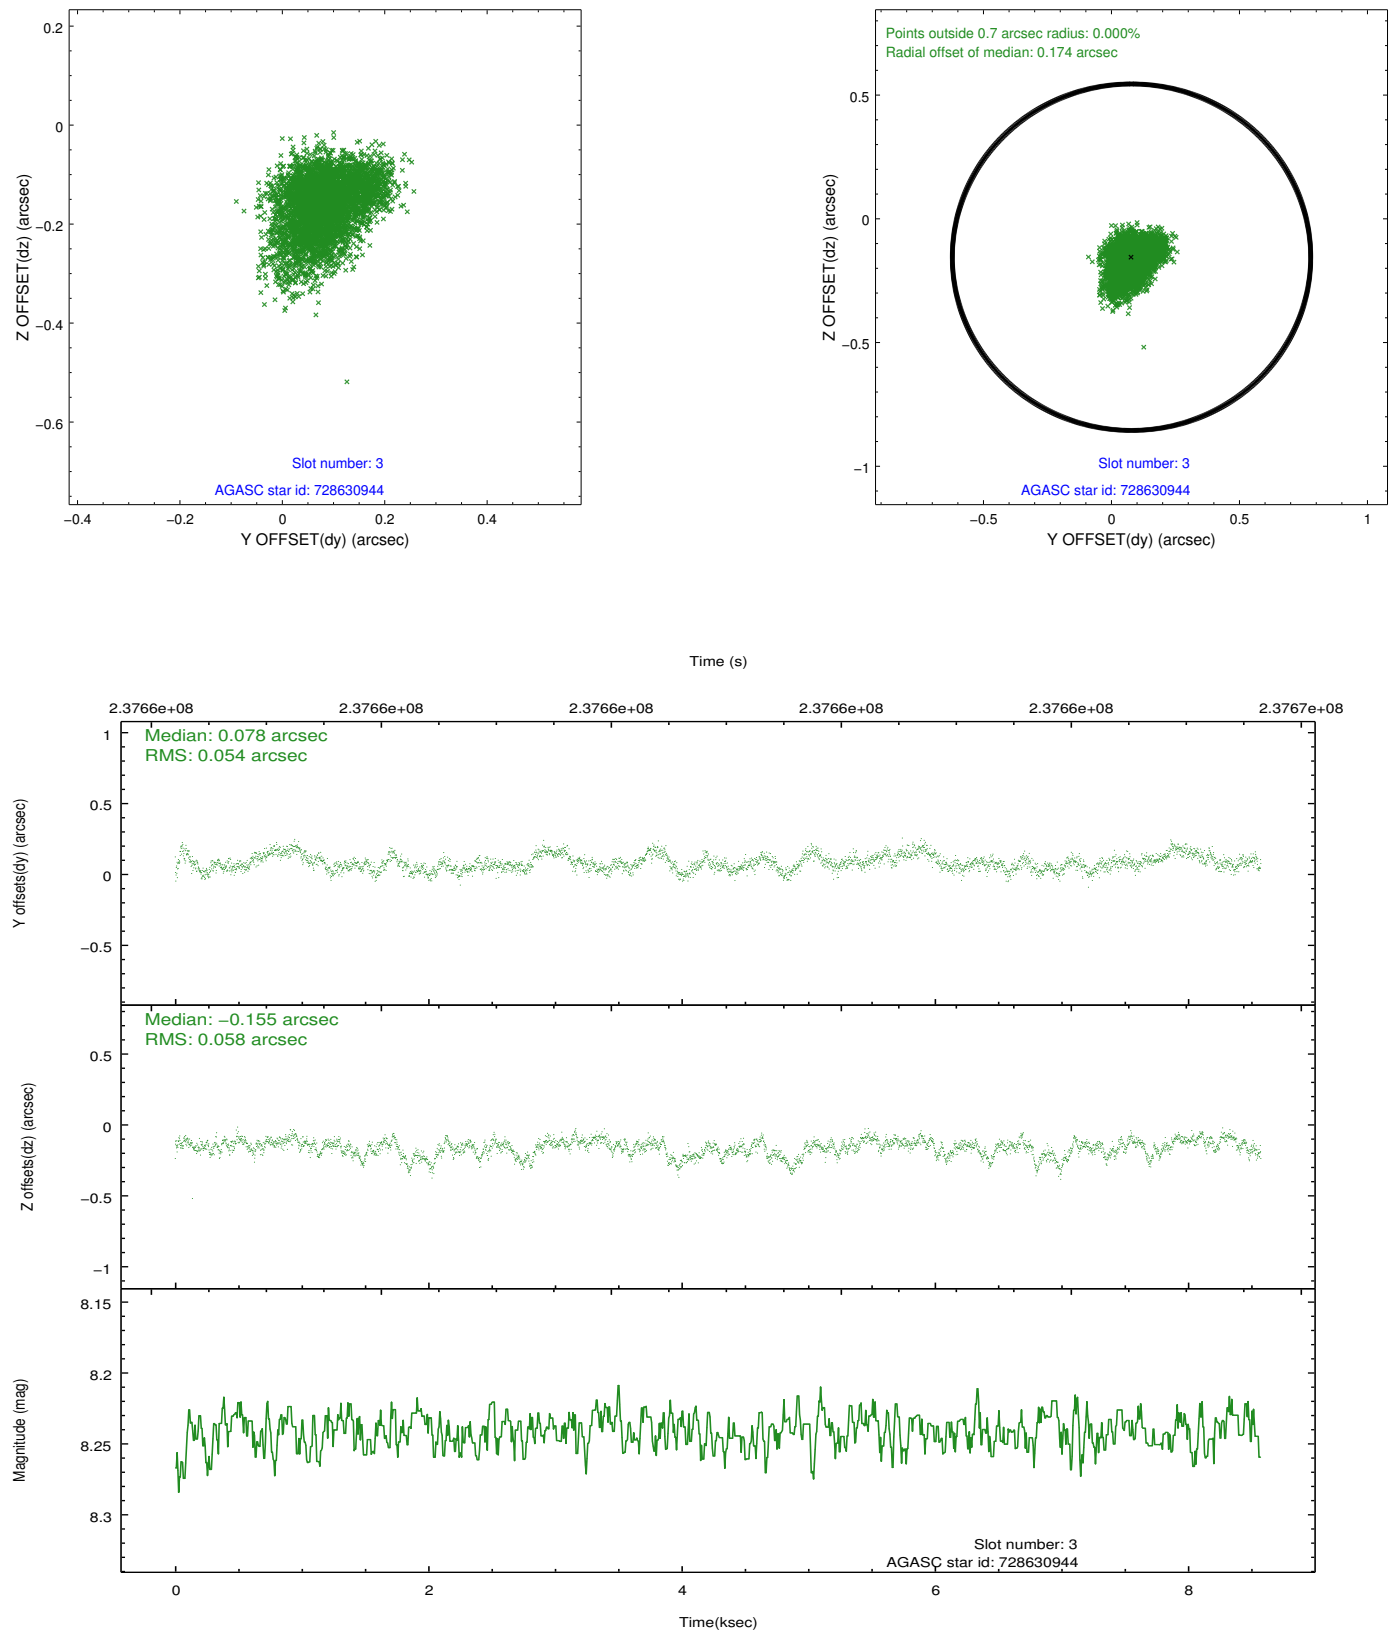 0.2
0
−0.2
−0.4
−0.6
Z OFFSET(dz) (arcsec)
Slot number: 3
AGASC star id: 728630944
−0.4
−0.2
0
0.2
0.4
Y OFFSET(dy) (arcsec)
Points outside 0.7 arcsec radius: 0.000%
Radial offset of median: 0.174 arcsec
0.5
0
−0.5
−1
Z OFFSET(dz) (arcsec)
Slot number: 3
AGASC star id: 728630944
−0.5
0
0.5
1
Y OFFSET(dy) (arcsec)
Time (s)
2.3766e+08
2.3766e+08
2.3766e+08
2.3766e+08
2.3766e+08
2.3767e+08
Median: 0.078 arcsec
RMS: 0.054 arcsec
1
0.5
0
−0.5
Y offsets(dy) (arcsec)
Median: −0.155 arcsec
RMS: 0.058 arcsec
0.5
0
−0.5
−1
Z offsets(dz) (arcsec)
8.15
8.2
8.25
8.3
Magnitude (mag)
Slot number: 3
AGASC star id: 728630944
0
2
4
6
8
Time(ksec)